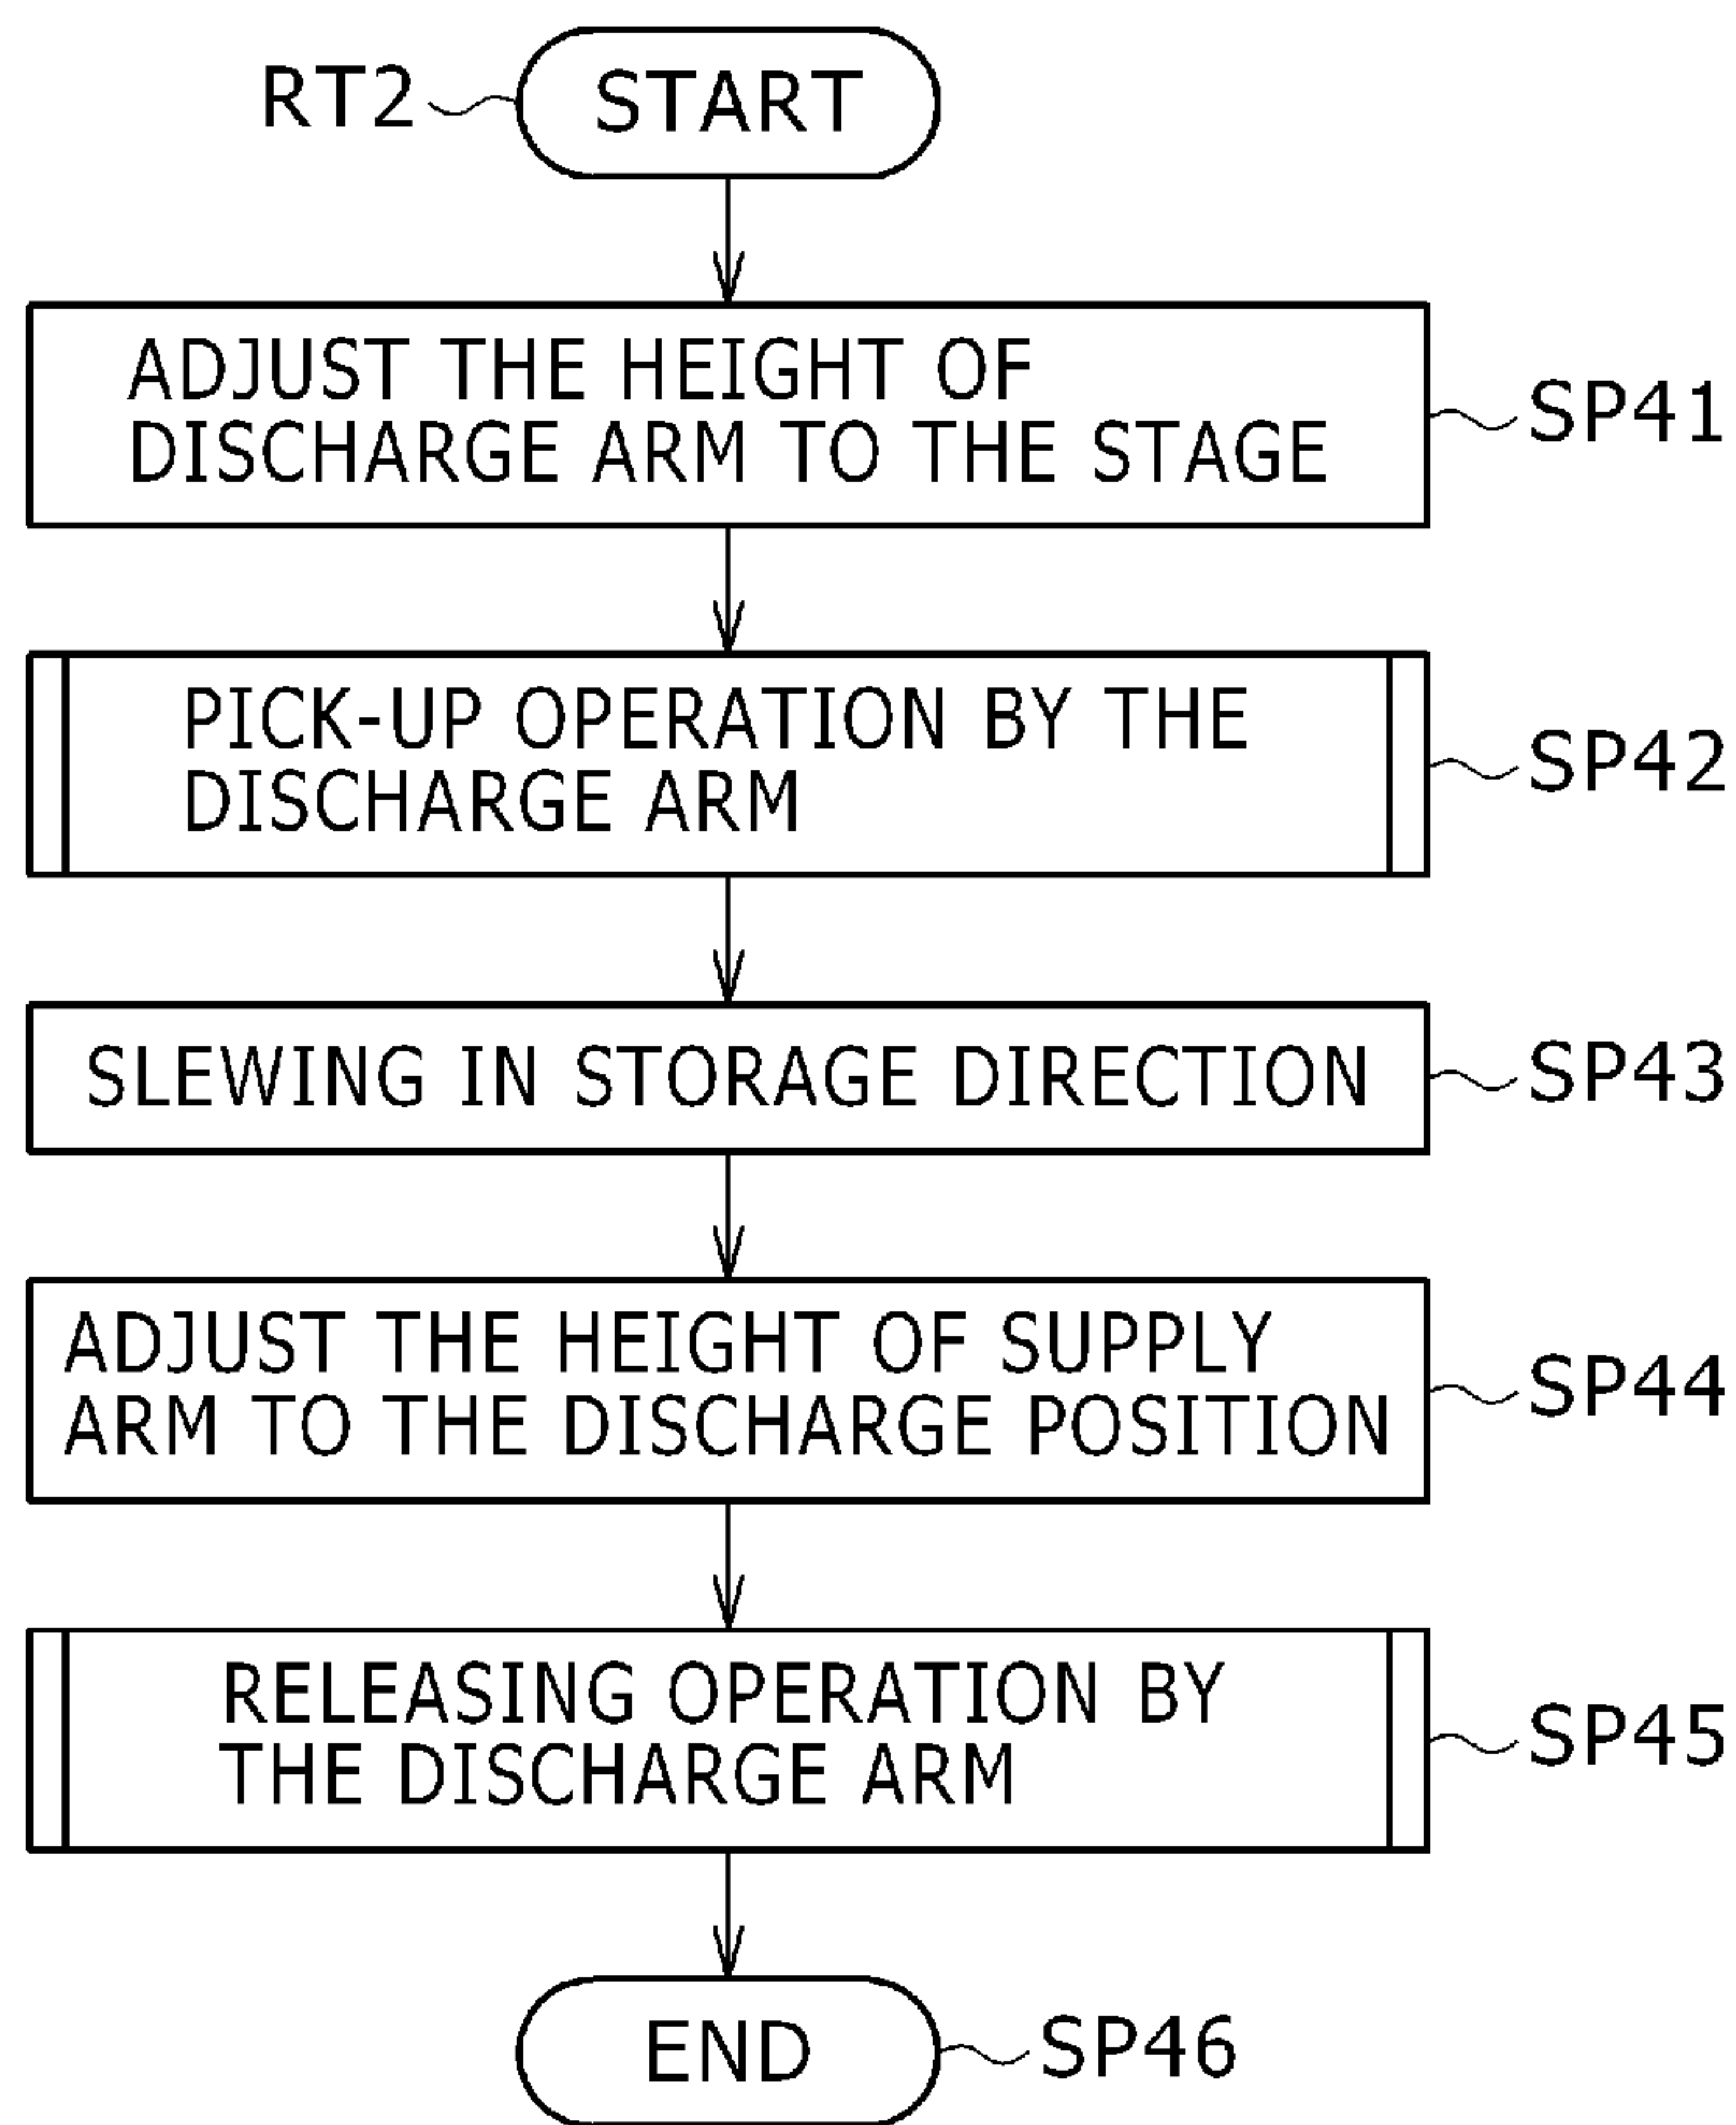 RT2
START
ADJUST THE HEIGHT OF
DISCHARGE ARM TO THE STAGE
SP41
PICK-UP OPERATION BY THE
DISCHARGE ARM
SP42
SLEWING IN STORAGE DIRECTION
SP43
ADJUST THE HEIGHT OF SUPPLY
ARM TO THE DISCHARGE POSITION
SP44
RELEASING OPERATION BY
THE DISCHARGE ARM
SP45
END
SP46